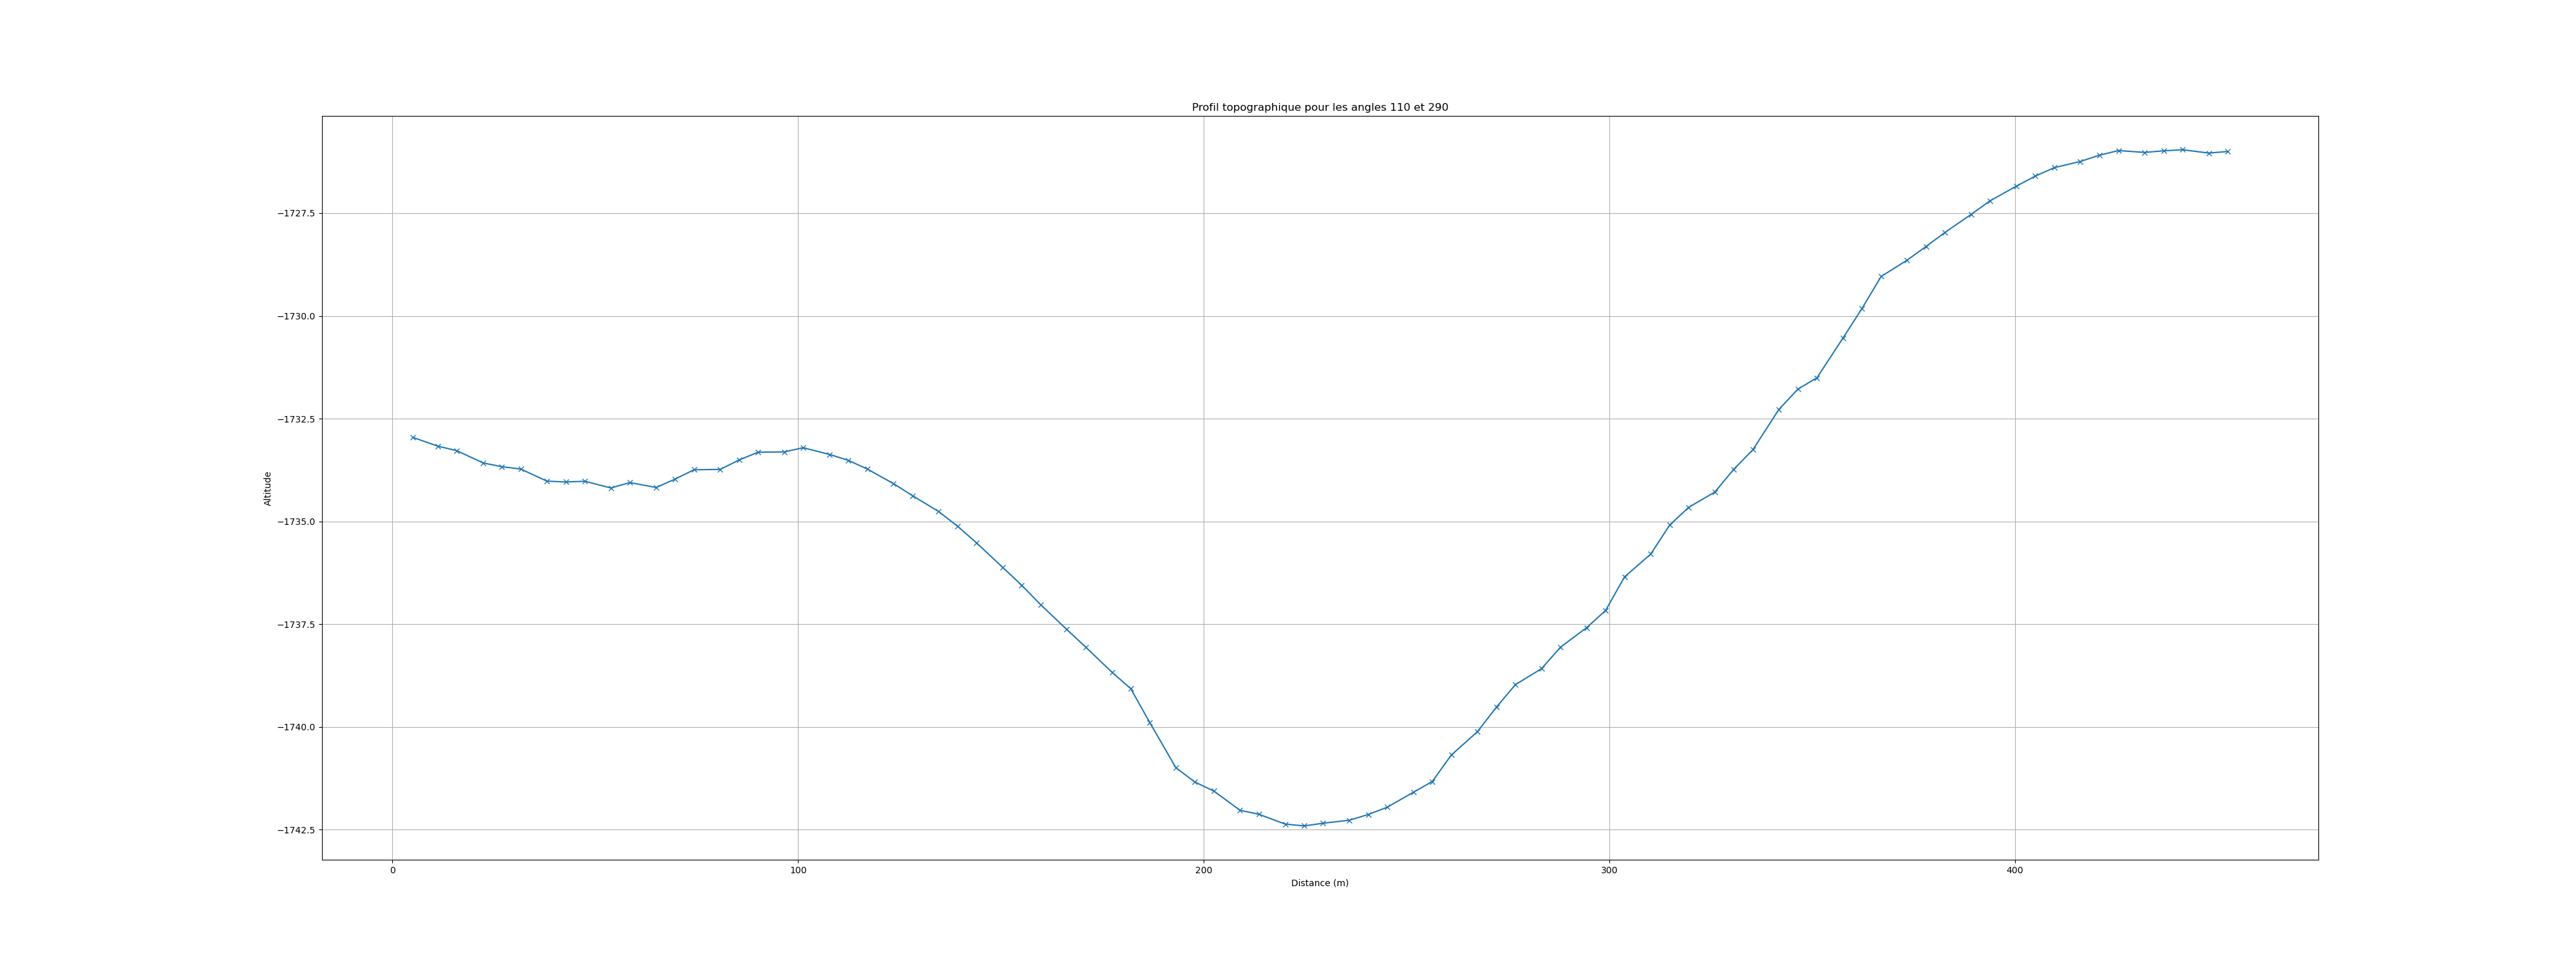 Profil topographique pour les angles 110 et 290
−1727.5
−1730.0
−1732.5
−1735.0
−1737.5
−1740.0
−1742.5
Altitude
0 100 200 300 400
Distance (m)